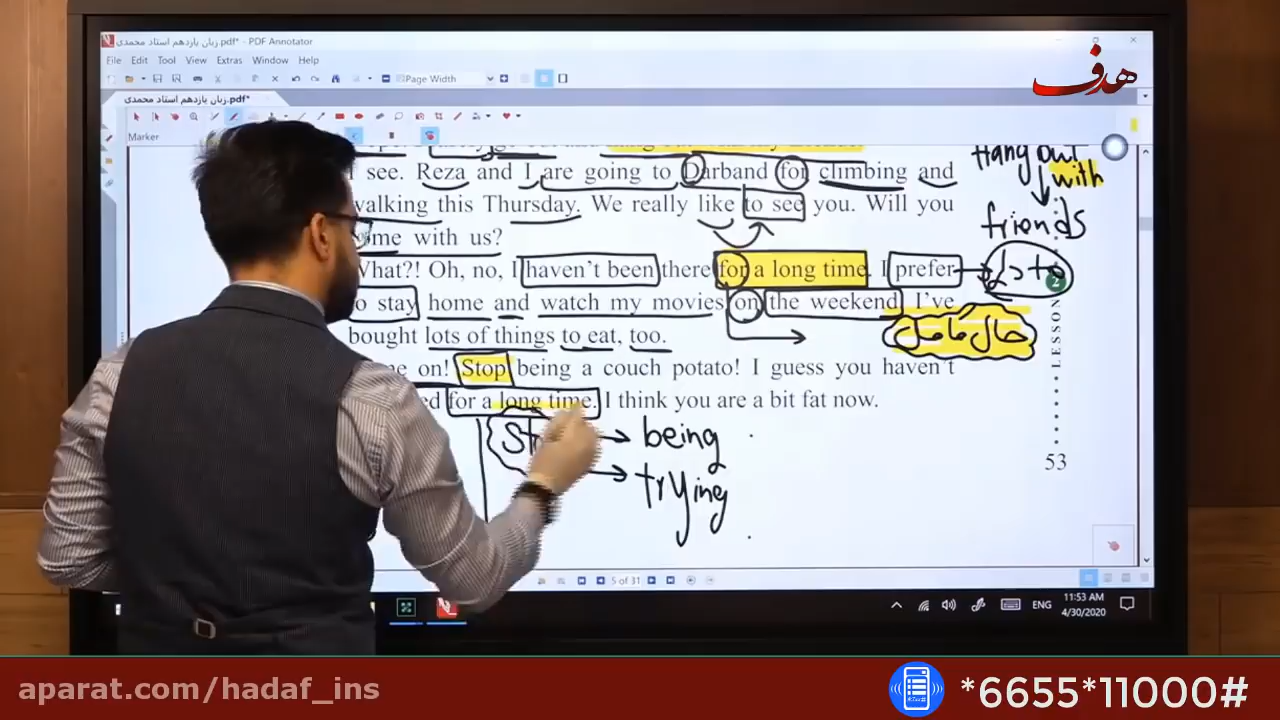 زبان یازدهم استاد محمدی.pdf* - PDF Annotator
هدف
File Edit Tool View Extras Window Help
Page Width
زبان یازدهم استاد محمدی.pdf*
Marker
Hang out
with
friends
see. Reza and I are going to Darband for climbing and
walking this Thursday. We really like to see you. Will you
come with us?
What?! Oh, no, I haven't been there for a long time. I prefer
to stay home and watch my movies on the weekend. I've
bought lots of things to eat, too.
on! Stop being a couch potato! I guess you haven't
for a long time. I think you are a bit fat now.
حال کامل
2
LESSON
53
being
trying
5 of 31
ENG
11:53 AM
4/30/2020
aparat.com/hadaf_ins
*6655*11000#